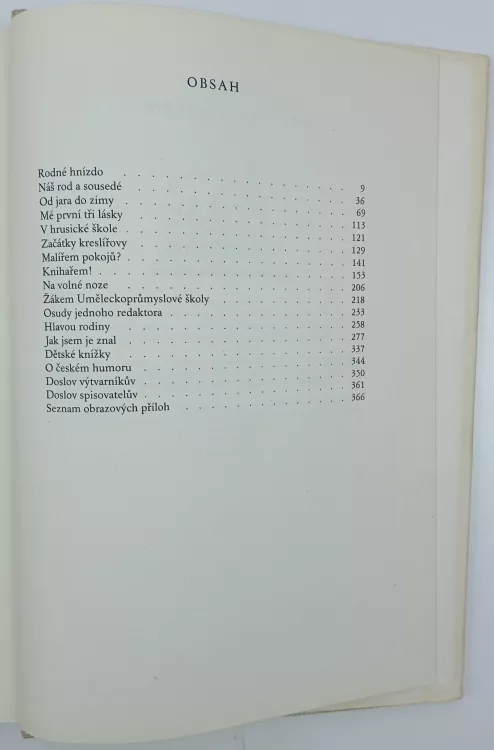 OBSAH
Rodné hnízdo . . . . . . . . . . . . . . 9
Náš rod a sousedé . . . . . . . . . . . . . 36
Od jara do zimy . . . . . . . . . . . . . . 69
Mé první tři lásky . . . . . . . . . . . . . 113
V hrusické škole . . . . . . . . . . . . . . 121
Začátky kreslířovy . . . . . . . . . . . . . 129
Malířem pokojů? . . . . . . . . . . . . . 141
Knihařem! . . . . . . . . . . . . . . . 153
Na volné noze . . . . . . . . . . . . . . 206
Žákem Uměleckoprůmyslové školy . . . . . . . . 218
Osudy jednoho redaktora . . . . . . . . . . . 233
Hlavou rodiny . . . . . . . . . . . . . . 258
Jak jsem je znal . . . . . . . . . . . . . . 277
Dětské knížky . . . . . . . . . . . . . . 337
O českém humoru . . . . . . . . . . . . . 344
Doslov výtvarníkův . . . . . . . . . . . . . 350
Doslov spisovatelův . . . . . . . . . . . . . 361
Seznam obrazových příloh . . . . . . . . . . . 366